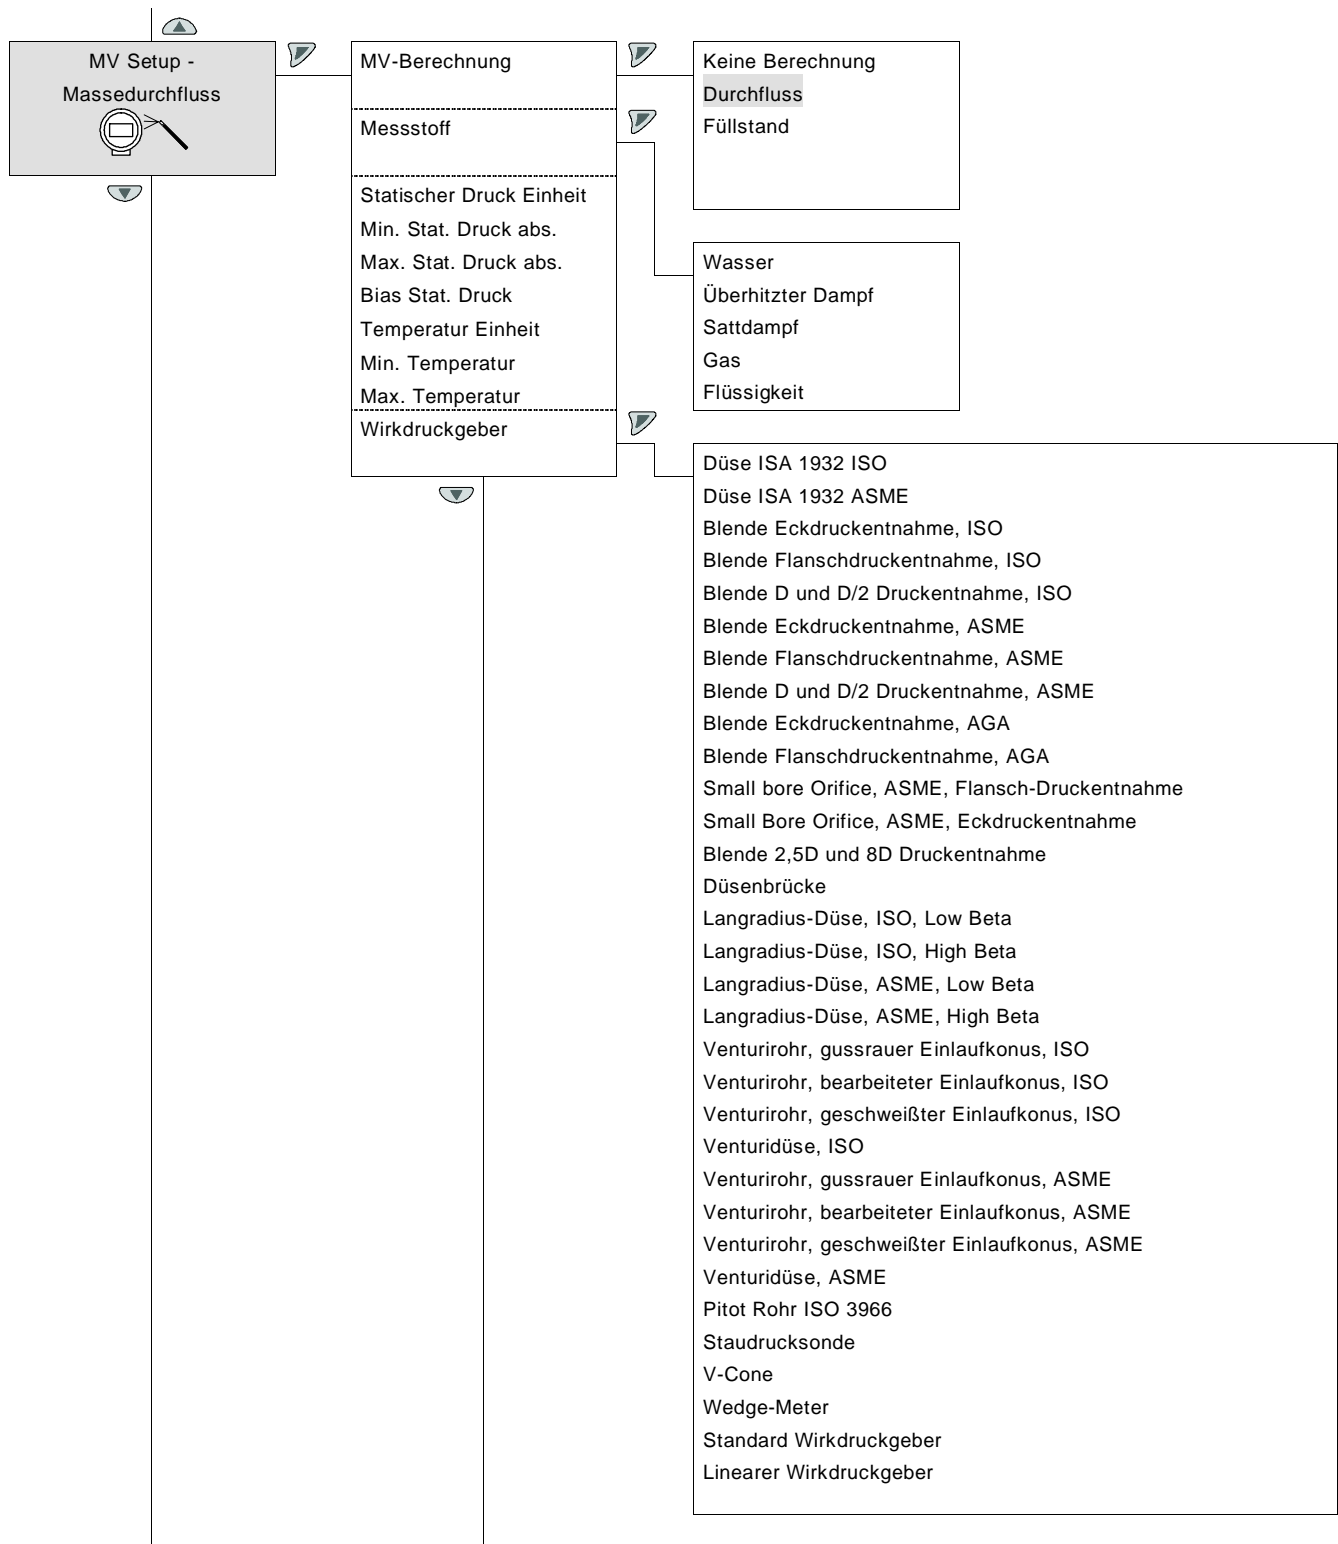 MV Setup -
Massedurchfluss
MV-Berechnung
Messstoff
Statischer Druck Einheit
Min. Stat. Druck abs.
Max. Stat. Druck abs.
Bias Stat. Druck
Temperatur Einheit
Min. Temperatur
Max. Temperatur
Wirkdruckgeber
Keine Berechnung
Durchfluss
Füllstand
Wasser
Überhitzter Dampf
Sattdampf
Gas
Flüssigkeit
Düse ISA 1932 ISO
Düse ISA 1932 ASME
Blende Eckdruckentnahme, ISO
Blende Flanschdruckentnahme, ISO
Blende D und D/2 Druckentnahme, ISO
Blende Eckdruckentnahme, ASME
Blende Flanschdruckentnahme, ASME
Blende D und D/2 Druckentnahme, ASME
Blende Eckdruckentnahme, AGA
Blende Flanschdruckentnahme, AGA
Small bore Orifice, ASME, Flansch-Druckentnahme
Small Bore Orifice, ASME, Eckdruckentnahme
Blende 2,5D und 8D Druckentnahme
Düsenbrücke
Langradius-Düse, ISO, Low Beta
Langradius-Düse, ISO, High Beta
Langradius-Düse, ASME, Low Beta
Langradius-Düse, ASME, High Beta
Venturirohr, gussrauer Einlaufkonus, ISO
Venturirohr, bearbeiteter Einlaufkonus, ISO
Venturirohr, geschweißter Einlaufkonus, ISO
Venturidüse, ISO
Venturirohr, gussrauer Einlaufkonus, ASME
Venturirohr, bearbeiteter Einlaufkonus, ASME
Venturirohr, geschweißter Einlaufkonus, ASME
Venturidüse, ASME
Pitot Rohr ISO 3966
Staudrucksonde
V-Cone
Wedge-Meter
Standard Wirkdruckgeber
Linearer Wirkdruckgeber